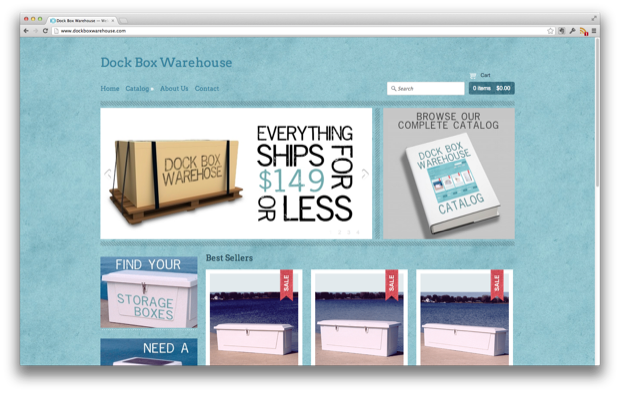 Dock Box Warehouse — We
www.dockboxwarehouse.com
Dock Box Warehouse
Cart
Home Catalog About Us Contact
Search
0 items $0.00
EVERYTHING
SHIPS FOR
$149
OR LESS
DOCK BOX
WAREHOSE
BROWSE OUR
COMPLETE CATALOG
DOCK BOX
WAREHOUSE
CATALOG
FIND YOUR
STORAGE
BOXES
NEED A
Best Sellers
SALE
SALE
SALE